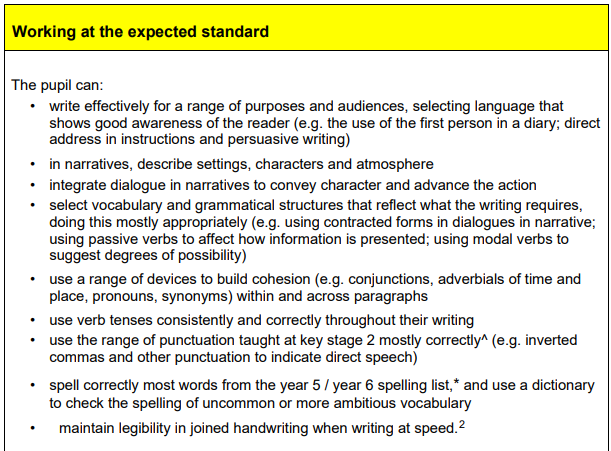 Working at the expected standard
The pupil can:
• write effectively for a range of purposes and audiences, selecting language that
shows good awareness of the reader (e.g. the use of the first person in a diary; direct
address in instructions and persuasive writing)
• in narratives, describe settings, characters and atmosphere
• integrate dialogue in narratives to convey character and advance the action
• select vocabulary and grammatical structures that reflect what the writing requires,
doing this mostly appropriately (e.g. using contracted forms in dialogues in narrative;
using passive verbs to affect how information is presented; using modal verbs to
suggest degrees of possibility)
• use a range of devices to build cohesion (e.g. conjunctions, adverbials of time and
place, pronouns, synonyms) within and across paragraphs
• use verb tenses consistently and correctly throughout their writing
• use the range of punctuation taught at key stage 2 mostly correctly^ (e.g. inverted
commas and other punctuation to indicate direct speech)
• spell correctly most words from the year 5 / year 6 spelling list,* and use a dictionary
to check the spelling of uncommon or more ambitious vocabulary
• maintain legibility in joined handwriting when writing at speed.2